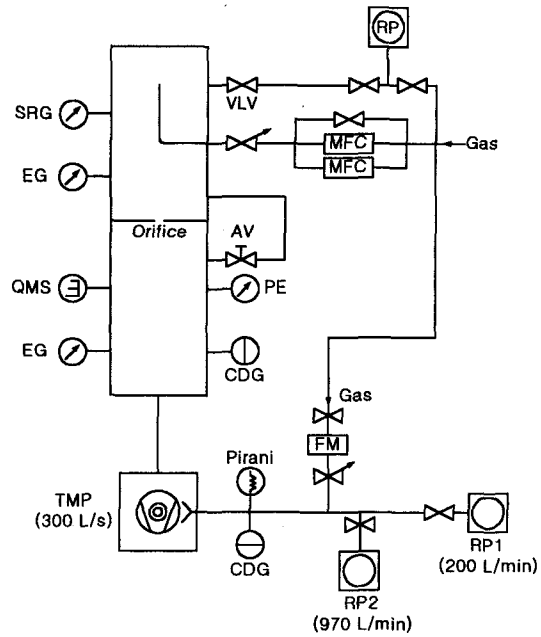 RP
VLV
SRG
MFC
Gas
MFC
EG
Orifice
AV
QMS
PE
EG
CDG
Gas
FM
Pirani
TMP
(300 L/s)
CDG
RP1
(200 L/min)
RP2
(970 L/min)